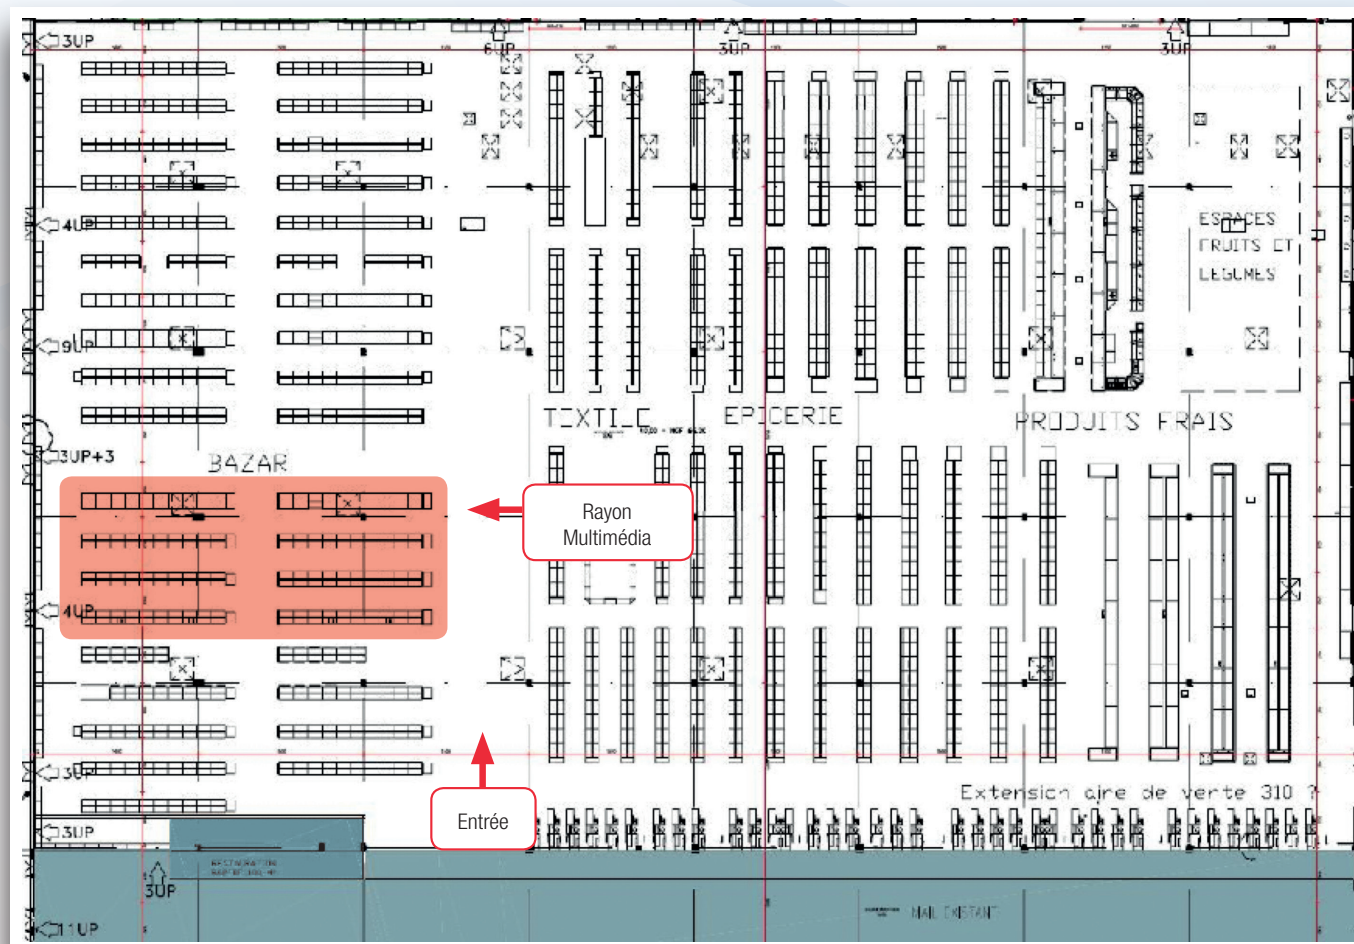 3UP
6UP
3UP
3UP
4UP
ESPACES
FRUITS ET
LEGUMES
9UP
TEXTILE
EPICERIE
PRODUITS FRAIS
3UP+3
BAZAR
Rayon
Multimédia
4UP
3UP
Extension aire de vente 310 ?
Entrée
3UP
RESTAURATION
3UP
MAIL EXISTANT
11UP